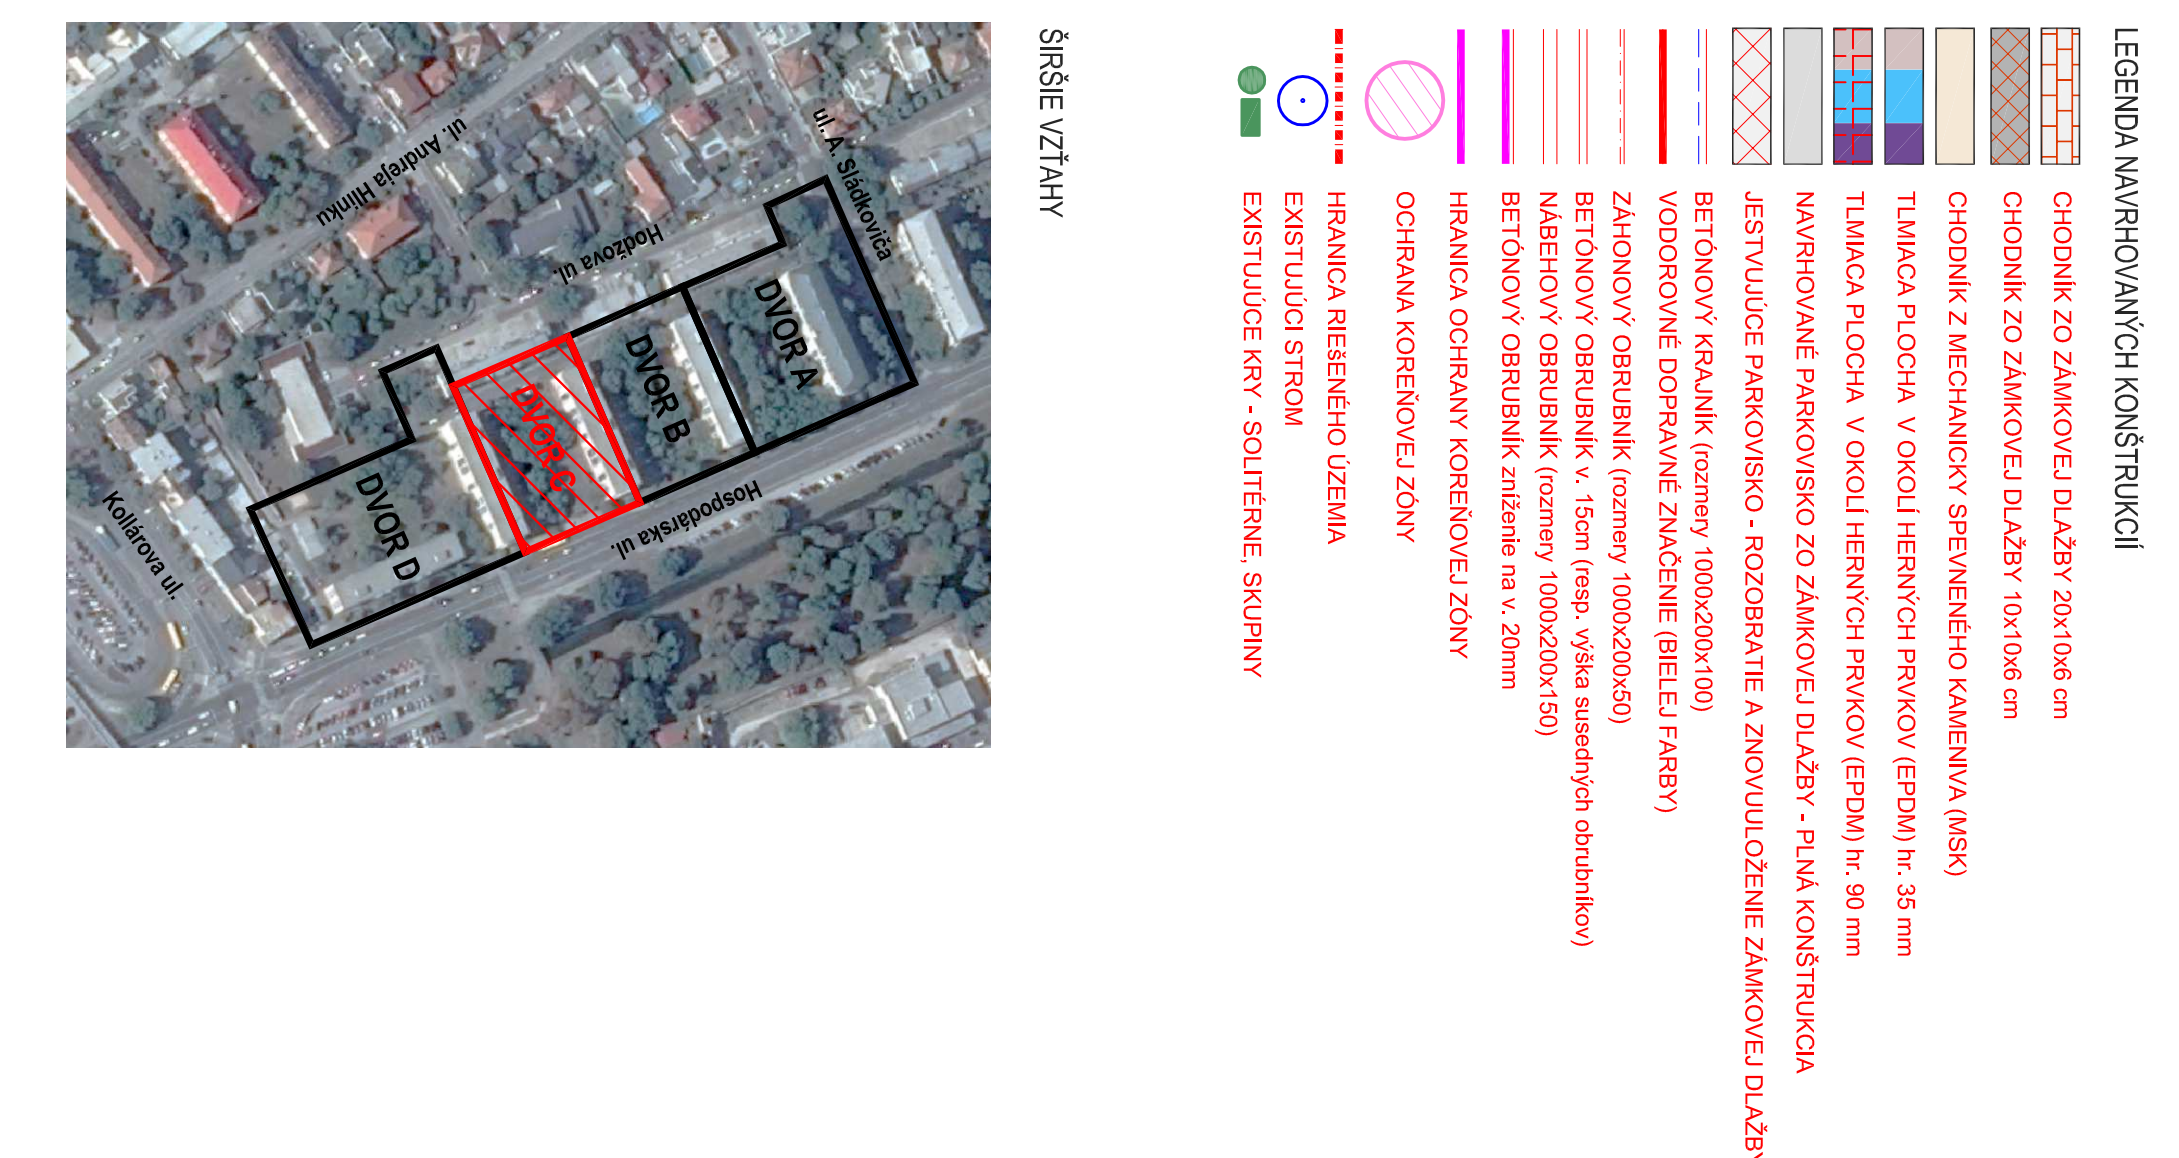 LEGENDA NAVRHOVANÝCH KONŠTRUKCIÍ
CHODNÍK ZO ZÁMKOVEJ DLAŽBY 20x10x6 cm
CHODNÍK ZO ZÁMKOVEJ DLAŽBY 10x10x6 cm
CHODNÍK Z MECHANICKY SPEVNENÉHO KAMENIVA (MSK)
TLMIACA PLOCHA V OKOLÍ HERNÝCH PRVKOV (EPDM) hr. 35 mm
TLMIACA PLOCHA V OKOLÍ HERNÝCH PRVKOV (EPDM) hr. 90 mm
NAVRHOVANÉ PARKOVISKO ZO ZÁMKOVEJ DLAŽBY - PLNÁ KONŠTRUKCIA
JESTVUJÚCE PARKOVISKO - ROZOBRATIE A ZNOVUULOŽENIE ZÁMKOVEJ DLAŽBY
BETÓNOVÝ KRAJNÍK (rozmery 1000x200x100)
VODOROVNÉ DOPRAVNÉ ZNAČENIE (BIELEJ FARBY)
ZÁHONOVÝ OBRUBNÍK (rozmery 1000x200x50)
BETÓNOVÝ OBRUBNÍK v. 15cm (resp. výška susedných obrubníkov)
NÁBEHOVÝ OBRUBNÍK (rozmery 1000x200x150)
BETÓNOVÝ OBRUBNÍK zníženie na v. 20mm
HRANICA OCHRANY KOREŇOVEJ ZÓNY
OCHRANA KOREŇOVEJ ZÓNY
HRANICA RIEšENÉHO ÚZEMIA
EXISTUJÚCI STROM
EXISTUJÚCE KRY - SOLITÉRNE, SKUPINY
ŠIRŠIE VZŤAHY
ul. A. Sládkoviča
DVOR A
DVOR B
DVOR C
DVOR D
Hodžova ul.
Hospodárska ul.
ul. Andreja Hlinku
Kollárova ul.